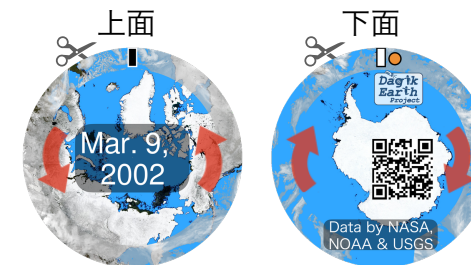 上面
下面
Mar. 9,
2002
Dagik
Earth
Project
Data by NASA,
NOAA & USGS